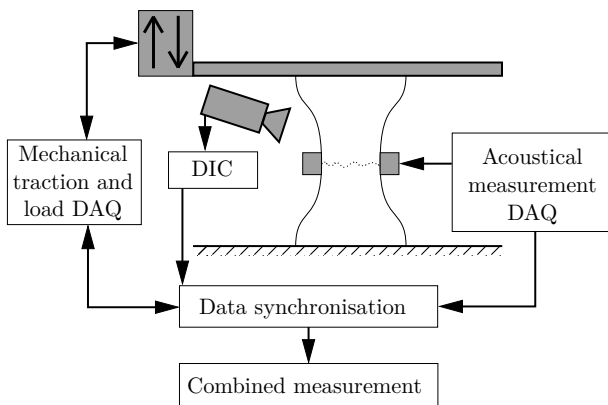 Mechanical
traction and
load DAQ
DIC
Acoustical
measurement
DAQ
Data synchronisation
Combined measurement